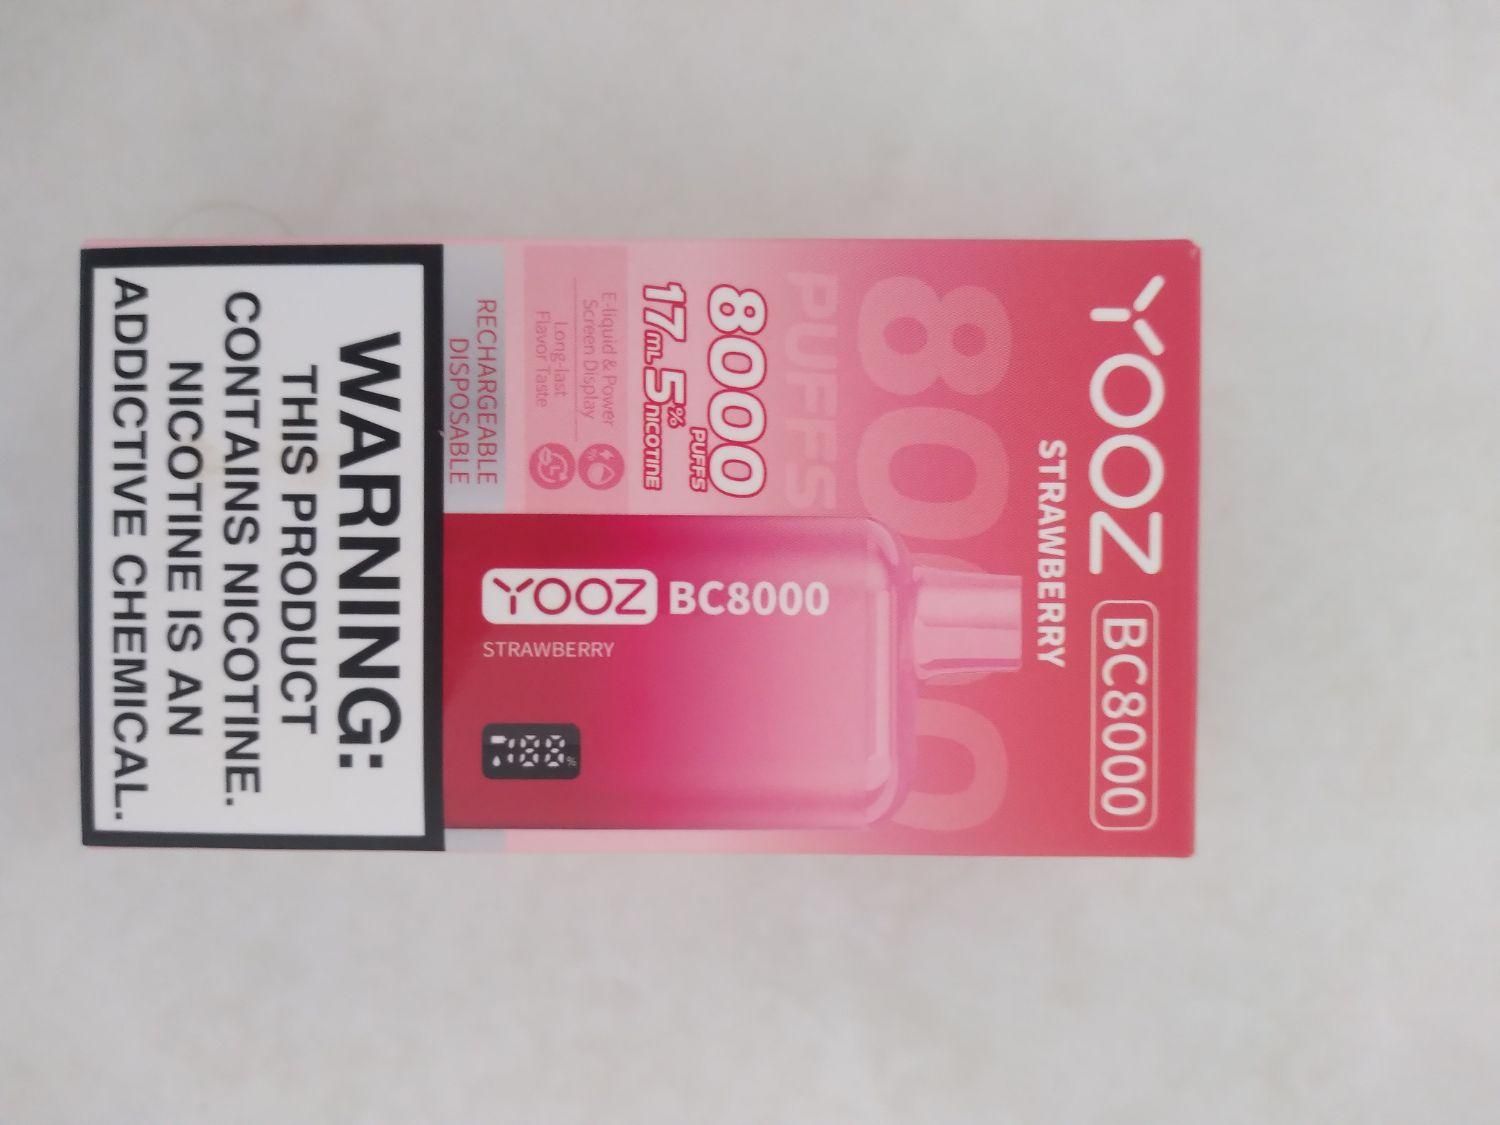 YOOZ BC8000
STRAWBERRY
8000
PUFFS
8000 PUFFS
17mL 5% NICOTINE
E-liquid & Power
Screen Display
Long-last
Flavor Taste
RECHARGEABLE
DISPOSABLE
YOOZ BC8000
STRAWBERRY
188%
WARNING:
THIS PRODUCT
CONTAINS NICOTINE.
NICOTINE IS AN
ADDICTIVE CHEMICAL.